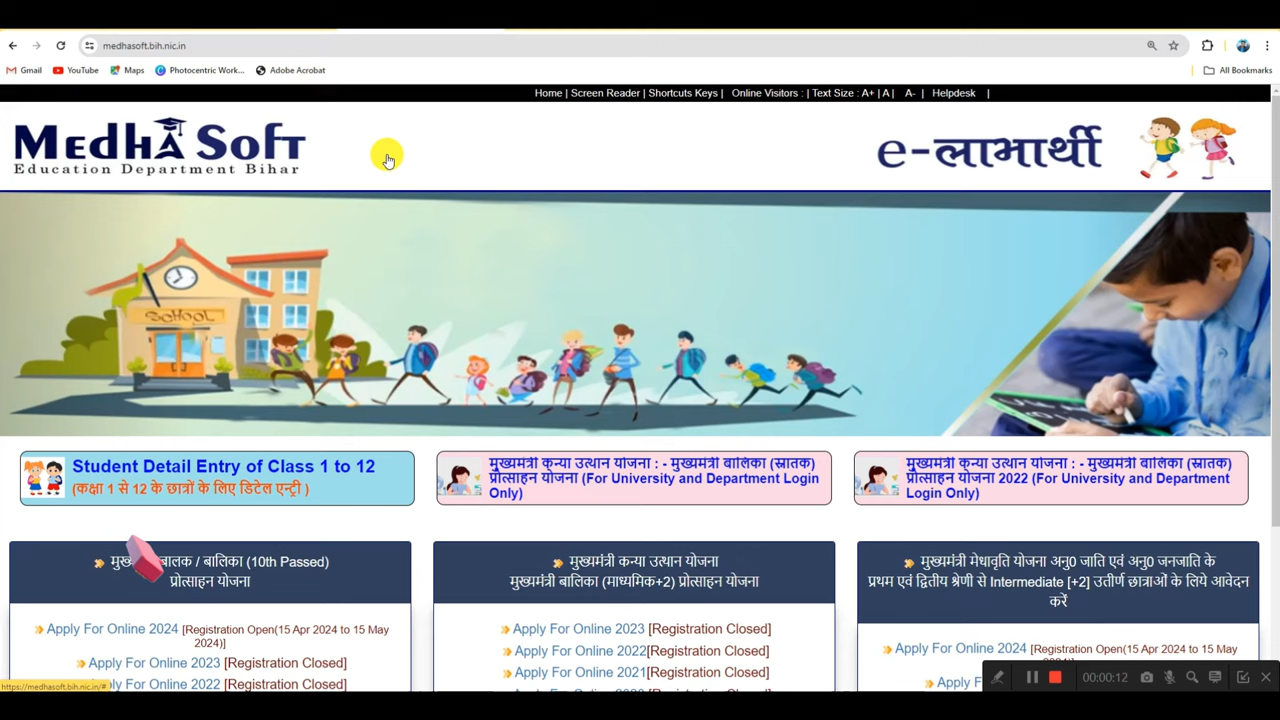 medhasoft.bih.nic.in
Gmail YouTube Maps Photocentric Work... Adobe Acrobat All Bookmarks
Home | Screen Reader | Shortcuts Keys | Online Visitors : | Text Size : A+ | A | A- | Helpdesk |
MEDHA SOFT
Education Department Bihar
e-लाभार्थी
SCHOOL
Student Detail Entry of Class 1 to 12
(कक्षा 1 से 12 के छात्रों के लिए डिटेल एन्ट्री )
मुख्यमंत्री कन्या उत्थान योजना : - मुख्यमंत्री बालिका (स्नातक)
प्रोत्साहन योजना (For University and Department Login
Only)
मुख्यमंत्री कन्या उत्थान योजना : - मुख्यमंत्री बालिका (स्नातक)
प्रोत्साहन योजना 2022 (For University and Department
Login Only)
बालक / बालिका (10th Passed)
प्रोत्साहन योजना
Apply For Online 2024 [Registration Open(15 Apr 2024 to 15 May
2024)]
Apply For Online 2023 [Registration Closed]
ply For Online 2022 [Registration Closed]
मुख्यमंत्री कन्या उत्थान योजना
मुख्यमंत्री बालिका (माध्यमिक+2) प्रोत्साहन योजना
Apply For Online 2023 [Registration Closed]
Apply For Online 2022[Registration Closed]
Apply For Online 2021[Registration Closed]
मुख्यमंत्री मेधावृति योजना अनु0 जाति एवं अनु0 जनजाति के
प्रथम एवं द्वितीय श्रेणी से Intermediate [+2] उतीर्ण छात्राओं के लिये आवेदन
करें
Apply For Online 2024 [Registration Open(15 Apr 2024 to 15 May
Apply F
https://medhasoft.bih.nic.in/#
00:00:12